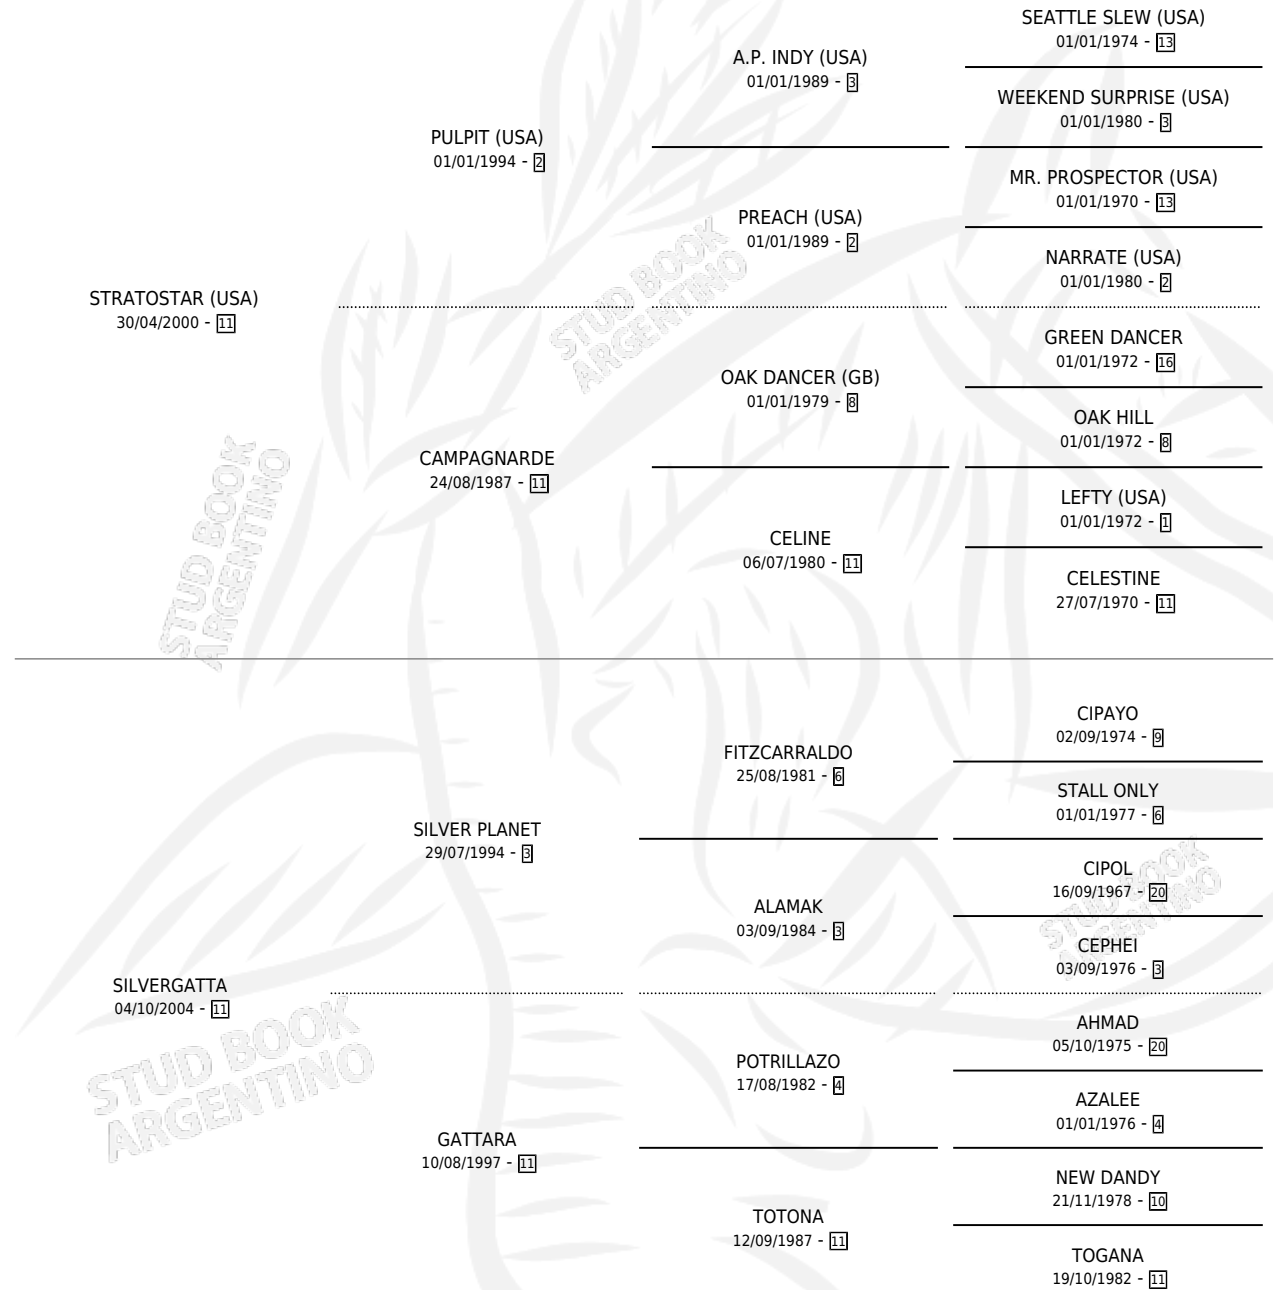 SEATTLE SLEW (USA)
01/01/1974 - 13
A.P. INDY (USA)
01/01/1989 - 3
WEEKEND SURPRISE (USA)
01/01/1980 - 3
PULPIT (USA)
01/01/1994 - 2
MR. PROSPECTOR (USA)
01/01/1970 - 13
PREACH (USA)
01/01/1989 - 2
NARRATE (USA)
01/01/1980 - 2
STRATOSTAR (USA)
30/04/2000 - 11
STUD BOOK
ARGENTINO
GREEN DANCER
01/01/1972 - 16
OAK DANCER (GB)
01/01/1979 - 8
OAK HILL
01/01/1972 - 8
CAMPAGNARDE
24/08/1987 - 11
LEFTY (USA)
01/01/1972 - 1
CELINE
06/07/1980 - 11
CELESTINE
27/07/1970 - 11
STUD BOOK
ARGENTINO
CIPAYO
02/09/1974 - 9
FITZCARRALDO
25/08/1981 - 6
STALL ONLY
01/01/1977 - 6
SILVER PLANET
29/07/1994 - 3
CIPOL
16/09/1967 - 20
ALAMAK
03/09/1984 - 3
CEPHEI
03/09/1976 - 3
STUD BOOK
ARGENTINO
SILVERGATTA
04/10/2004 - 11
STUD BOOK
ARGENTINO
AHMAD
05/10/1975 - 20
POTRILLAZO
17/08/1982 - 4
AZALEE
01/01/1976 - 4
GATTARA
10/08/1997 - 11
NEW DANDY
21/11/1978 - 10
TOTONA
12/09/1987 - 11
TOGANA
19/10/1982 - 11